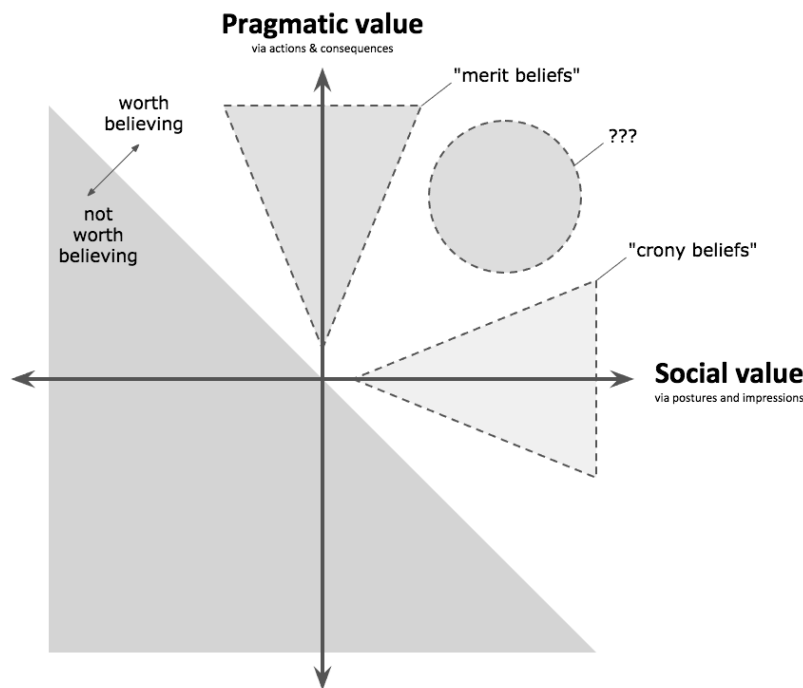 Pragmatic value
via actions & consequences
"merit beliefs"
worth
believing
???
not
worth
believing
"crony beliefs"
Social value
via postures and impressions